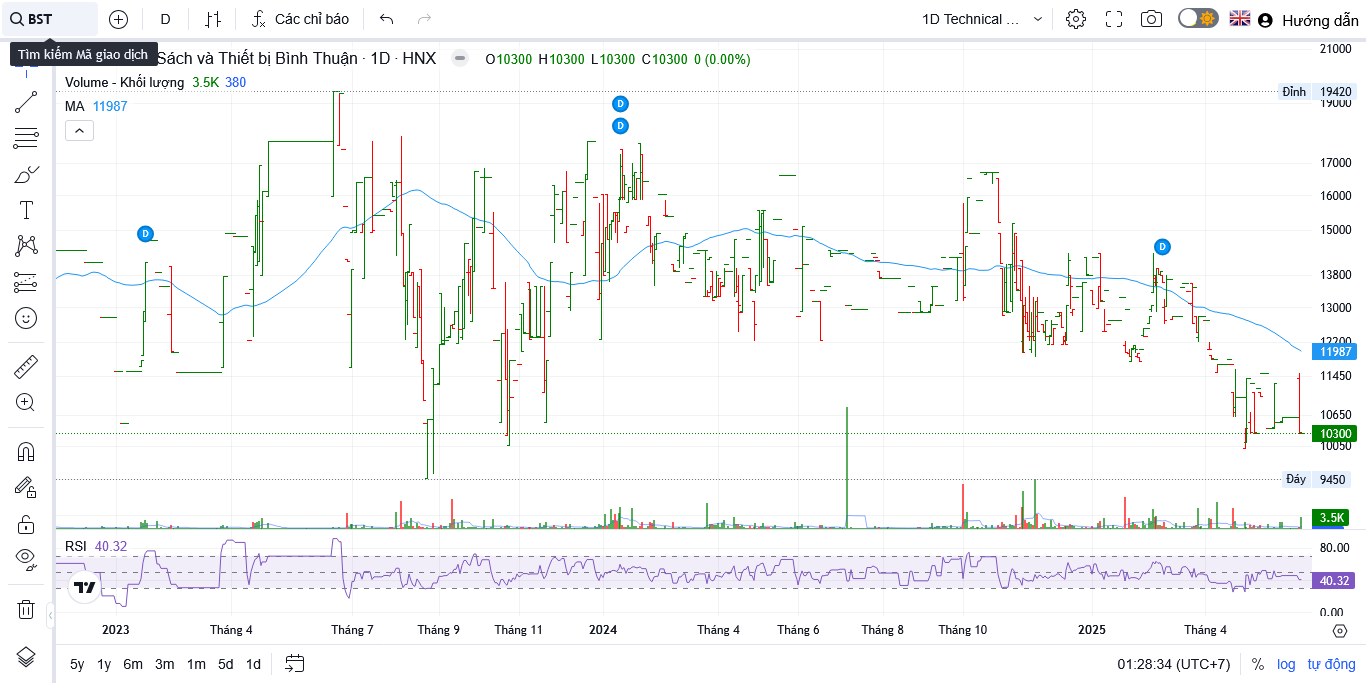 BST
D
Các chỉ báo
1D Technical ...
Hướng dẫn
Tìm kiếm Mã giao dịch
Sách và Thiết bị Bình Thuận · 1D · HNX
O10300 H10300 L10300 C10300 0 (0.00%)
Volume - Khối lượng 3.5K 380
MA 11987
D
D
D
D
21000
Đỉnh 19420
19000
17000
16000
15000
13800
13000
12200
11987
11450
10650
10300
10050
Đáy 9450
3.5K
RSI 40.32
80.00
40.32
0.00
2023 Tháng 4 Tháng 7 Tháng 9 Tháng 11 2024 Tháng 4 Tháng 6 Tháng 8 Tháng 10 2025 Tháng 4
5y 1y 6m 3m 1m 5d 1d
01:28:34 (UTC+7) % log tự động